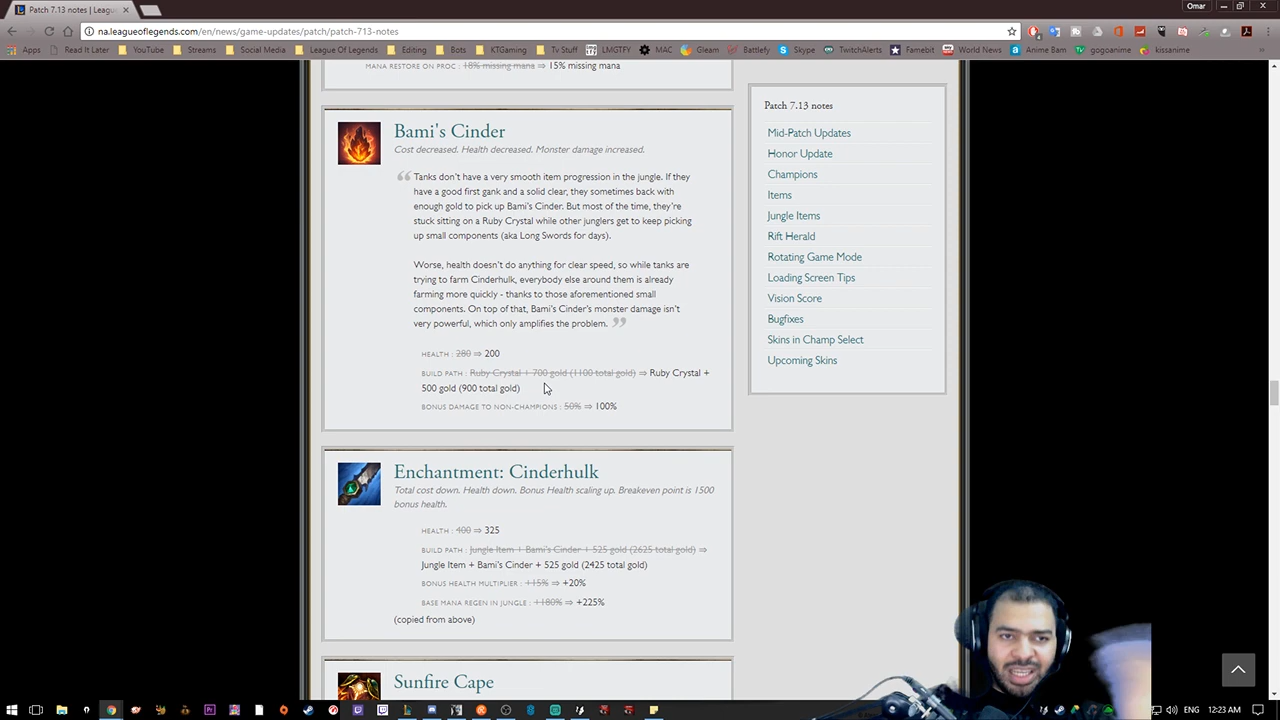 Patch 7.13 notes | Leagu
Omar
na.leagueoflegends.com/en/news/game-updates/patch/patch-713-notes
Apps Read It Later YouTube Streams Social Media League Of Legends Editing Bots KTGaming Tv Stuff LMGTFY MAC Gleam Battlefy Skype TwitchAlerts Famebit World News Anime Bam gogoanime kissanime
MANA RESTORE ON PROC : 18% missing mana ⇒ 15% missing mana
Bami's Cinder
Cost decreased. Health decreased. Monster damage increased.
Tanks don't have a very smooth item progression in the jungle. If they
have a good first gank and a solid clear, they sometimes back with
enough gold to pick up Bami's Cinder. But most of the time, they're
stuck sitting on a Ruby Crystal while other junglers get to keep picking
up small components (aka Long Swords for days).
Worse, health doesn't do anything for clear speed, so while tanks are
trying to farm Cinderhulk, everybody else around them is already
farming more quickly - thanks to those aforementioned small
components. On top of that, Bami's Cinder's monster damage isn't
very powerful, which only amplifies the problem.
HEALTH : 280 ⇒ 200
BUILD PATH : Ruby Crystal + 700 gold (1100 total gold) ⇒ Ruby Crystal +
500 gold (900 total gold)
BONUS DAMAGE TO NON-CHAMPIONS : 50% ⇒ 100%
Enchantment: Cinderhulk
Total cost down. Health down. Bonus Health scaling up. Breakeven point is 1500
bonus health.
HEALTH : 400 ⇒ 325
BUILD PATH : Jungle Item + Bami's Cinder + 525 gold (2625 total gold) ⇒
Jungle Item + Bami's Cinder + 525 gold (2425 total gold)
BONUS HEALTH MULTIPLIER : +15% ⇒ +20%
BASE MANA REGEN IN JUNGLE : +180% ⇒ +225%
(copied from above)
Sunfire Cape
Patch 7.13 notes
Mid-Patch Updates
Honor Update
Champions
Items
Jungle Items
Rift Herald
Rotating Game Mode
Loading Screen Tips
Vision Score
Bugfixes
Skins in Champ Select
Upcoming Skins
ENG 12:23 AM